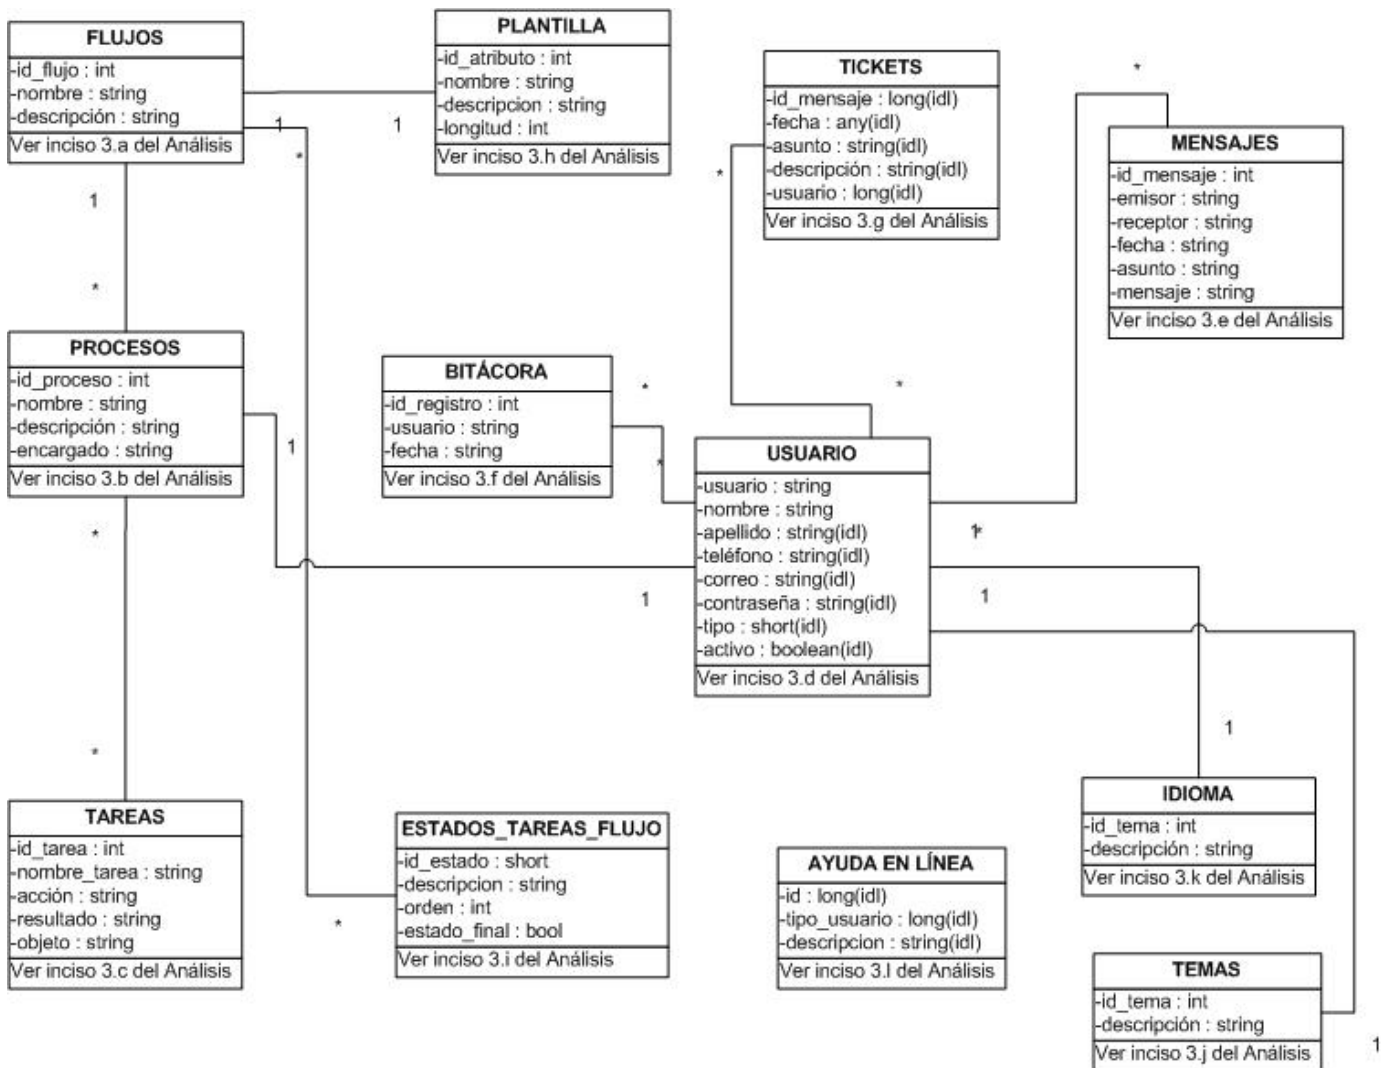 FLUJOS
-id_flujo : int
-nombre : string
-descripción : string
Ver inciso 3.a del Análisis
PLANTILLA
-id_atributo : int
-nombre : string
-descripcion : string
-longitud : int
Ver inciso 3.h del Análisis
1
1
*
1
*
TICKETS
-id_mensaje : long(idl)
-fecha : any(idl)
-asunto : string(idl)
-descripción : string(idl)
-usuario : long(idl)
Ver inciso 3.g del Análisis
*
*
MENSAJES
-id_mensaje : int
-emisor : string
-receptor : string
-fecha : string
-asunto : string
-mensaje : string
Ver inciso 3.e del Análisis
*
PROCESOS
-id_proceso : int
-nombre : string
-descripción : string
-encargado : string
Ver inciso 3.b del Análisis
1
*
BITÁCORA
-id_registro : int
-usuario : string
-fecha : string
Ver inciso 3.f del Análisis
*
*
USUARIO
-usuario : string
-nombre : string
-apellido : string(idl)
-teléfono : string(idl)
-correo : string(idl)
-contraseña : string(idl)
-tipo : short(idl)
-activo : boolean(idl)
Ver inciso 3.d del Análisis
1
1*
1
1
*
TAREAS
-id_tarea : int
-nombre_tarea : string
-acción : string
-resultado : string
-objeto : string
Ver inciso 3.c del Análisis
ESTADOS_TAREAS_FLUJO
-id_estado : short
-descripcion : string
-orden : int
-estado_final : bool
Ver inciso 3.i del Análisis
*
AYUDA EN LÍNEA
-id : long(idl)
-tipo_usuario : long(idl)
-descripcion : string(idl)
Ver inciso 3.l del Análisis
IDIOMA
-id_tema : int
-descripción : string
Ver inciso 3.k del Análisis
TEMAS
-id_tema : int
-descripción : string
Ver inciso 3.j del Análisis
1